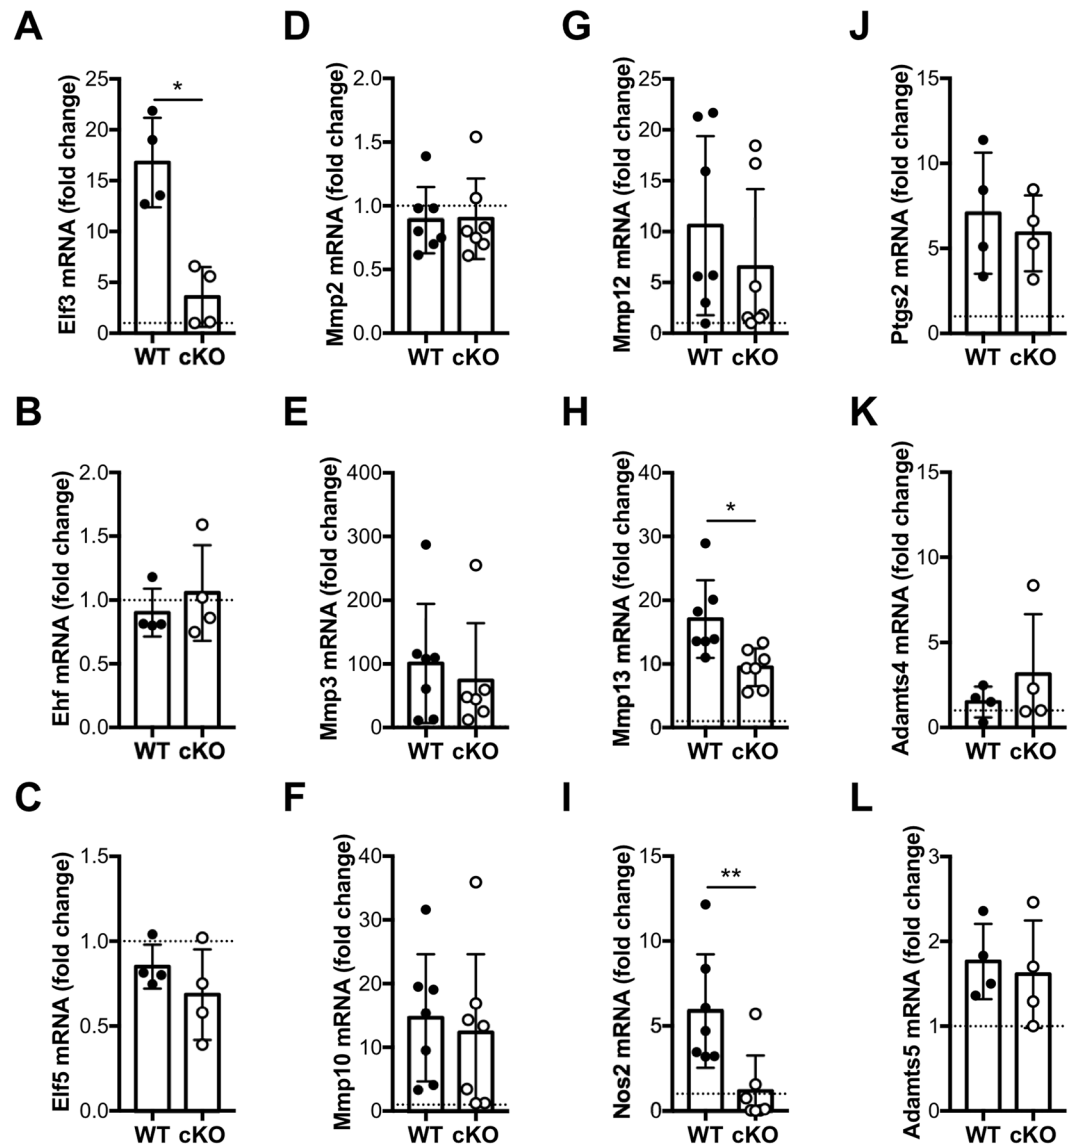 A
Elf3 mRNA (fold change)
25
20
15
10
5
0
*
WT cKO
D
Mmp2 mRNA (fold change)
2.0
1.5
1.0
0.5
0.0
WT cKO
G
Mmp12 mRNA (fold change)
25
20
15
10
5
0
WT cKO
J
Ptgs2 mRNA (fold change)
15
10
5
0
WT cKO
B
Ehf mRNA (fold change)
2.0
1.5
1.0
0.5
0.0
WT cKO
E
Mmp3 mRNA (fold change)
400
300
200
100
0
WT cKO
H
Mmp13 mRNA (fold change)
40
30
20
10
0
*
WT cKO
K
Adamts4 mRNA (fold change)
15
10
5
0
WT cKO
C
Elf5 mRNA (fold change)
1.5
1.0
0.5
0.0
WT cKO
F
Mmp10 mRNA (fold change)
40
30
20
10
0
WT cKO
I
Nos2 mRNA (fold change)
15
10
5
0
**
WT cKO
L
Adamts5 mRNA (fold change)
3
2
1
0
WT cKO